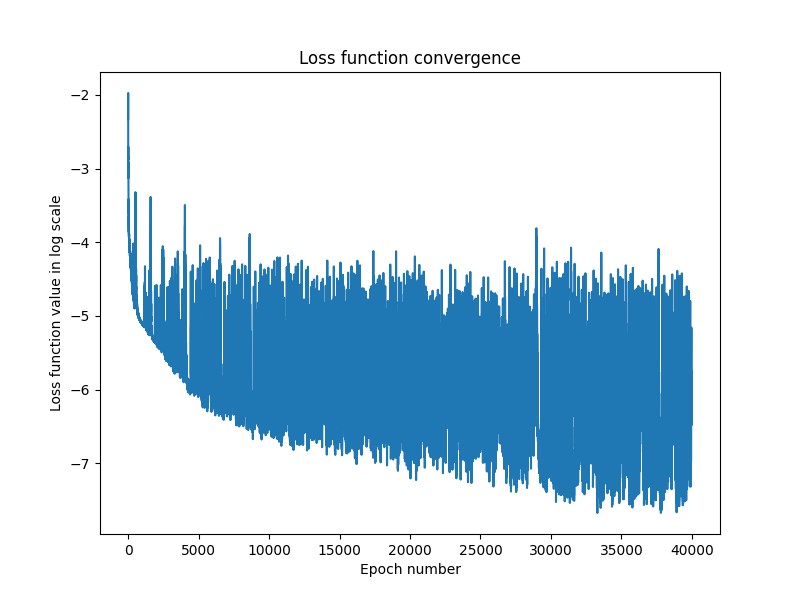 Loss function convergence
−2
−3
−4
−5
−6
−7
Loss function value in log scale
0 5000 10000 15000 20000 25000 30000 35000 40000
Epoch number